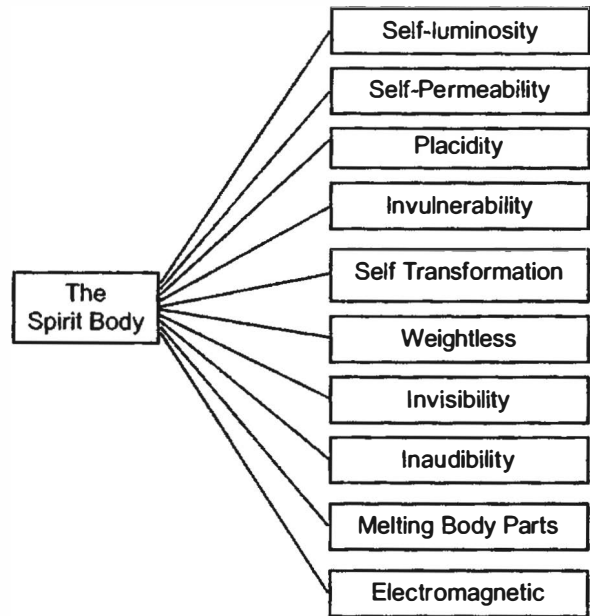 Self-luminosity
Self-Permeability
Placidity
Invulnerability
Self Transformation
The
Spirit Body
Weightless
Invisibility
Inaudibility
Melting Body Parts
Electromagnetic